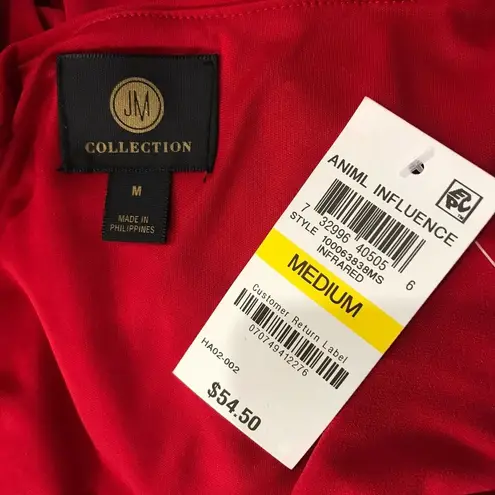 JM
COLLECTION
M
MADE IN
PHILIPPINES
ANIML INFLUENCE
7 32996 40505 6
STYLE 100063838MS
INFRARED
MEDIUM
Customer Return Label
070749412276
HA02-002
$54.50